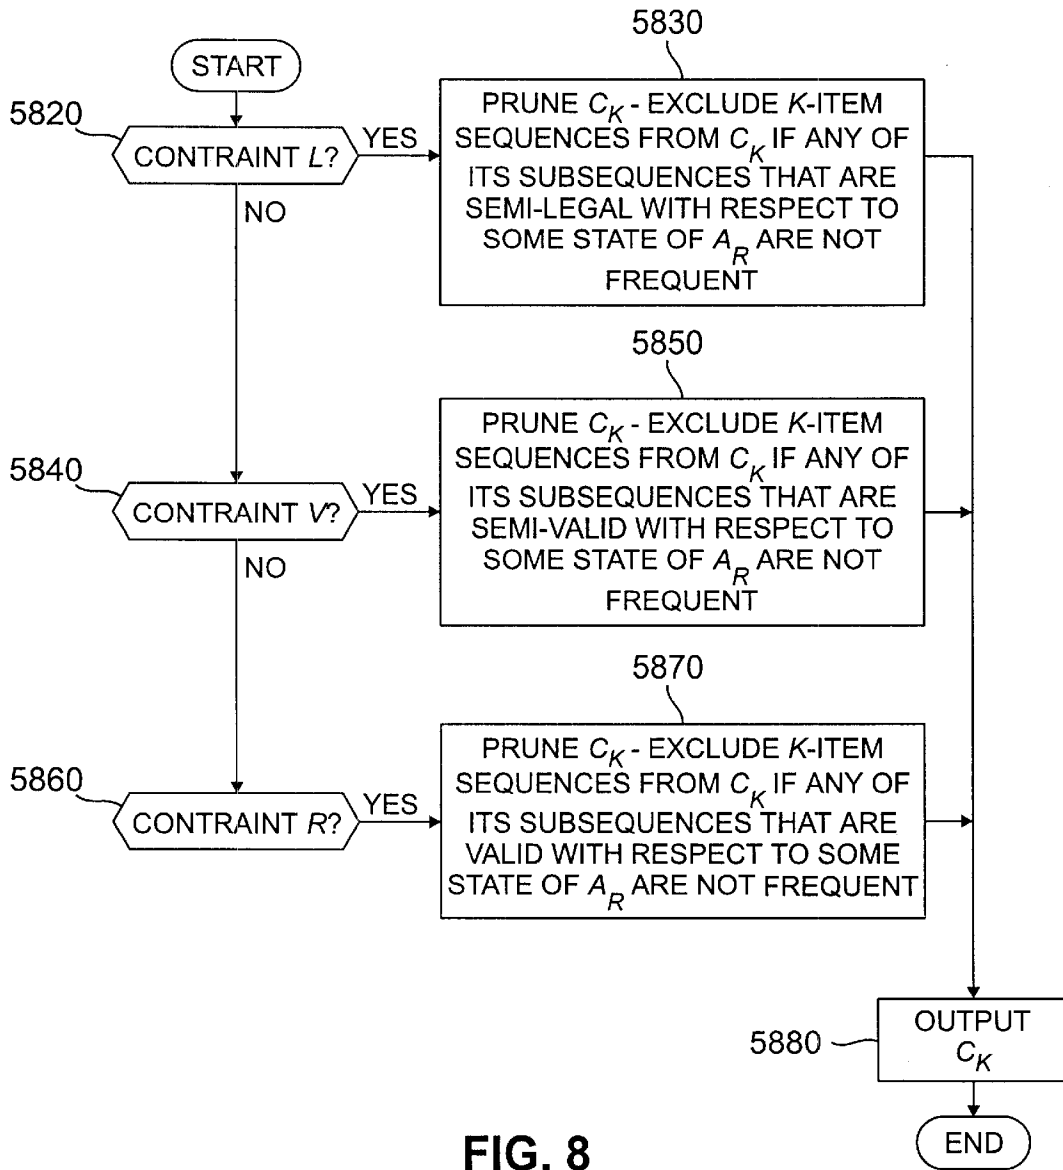 START
5820
CONTRAINT L?
YES
NO
5830
PRUNE C_K - EXCLUDE K-ITEM
SEQUENCES FROM C_K IF ANY OF
ITS SUBSEQUENCES THAT ARE
SEMI-LEGAL WITH RESPECT TO
SOME STATE OF A_R ARE NOT
FREQUENT
5840
CONTRAINT V?
YES
NO
5850
PRUNE C_K - EXCLUDE K-ITEM
SEQUENCES FROM C_K IF ANY OF
ITS SUBSEQUENCES THAT ARE
SEMI-VALID WITH RESPECT TO
SOME STATE OF A_R ARE NOT
FREQUENT
5860
CONTRAINT R?
YES
5870
PRUNE C_K - EXCLUDE K-ITEM
SEQUENCES FROM C_K IF ANY OF
ITS SUBSEQUENCES THAT ARE
VALID WITH RESPECT TO SOME
STATE OF A_R ARE NOT FREQUENT
5880
OUTPUT
C_K
END
FIG. 8